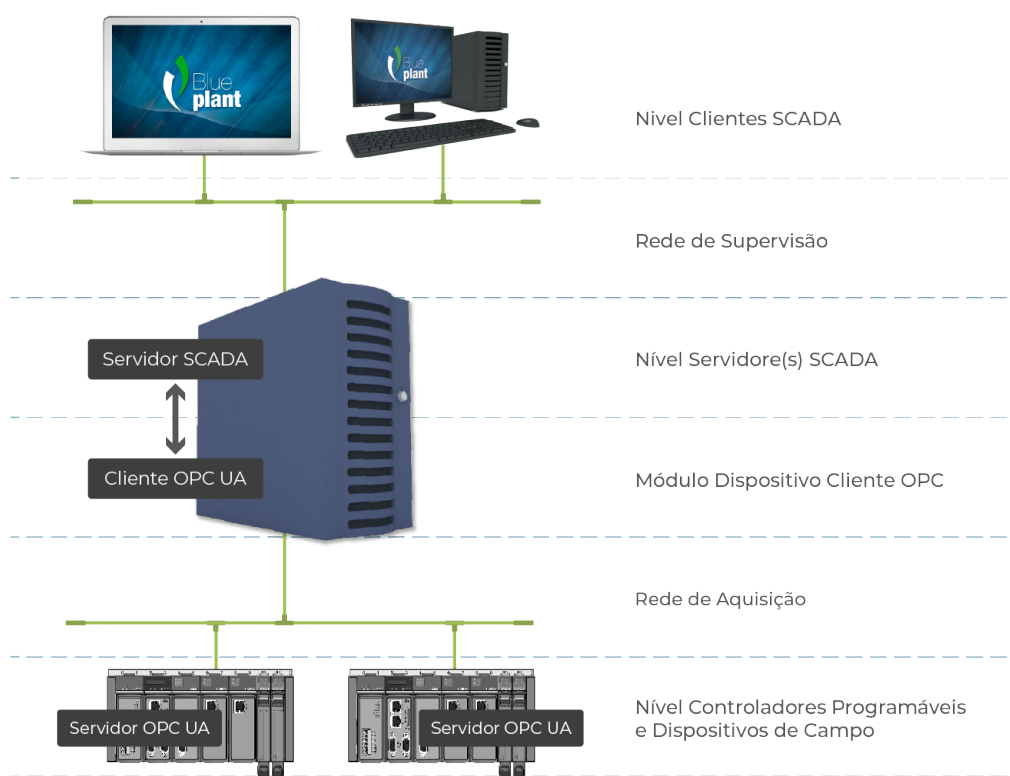 Blue
plant
Blue
plant
Nivel Clientes SCADA
Rede de Supervisão
Servidor SCADA
Nível Servidore(s) SCADA
Cliente OPC UA
Módulo Dispositivo Cliente OPC
Rede de Aquisição
Servidor OPC UA
Servidor OPC UA
Nível Controladores Programáveis
e Dispositivos de Campo